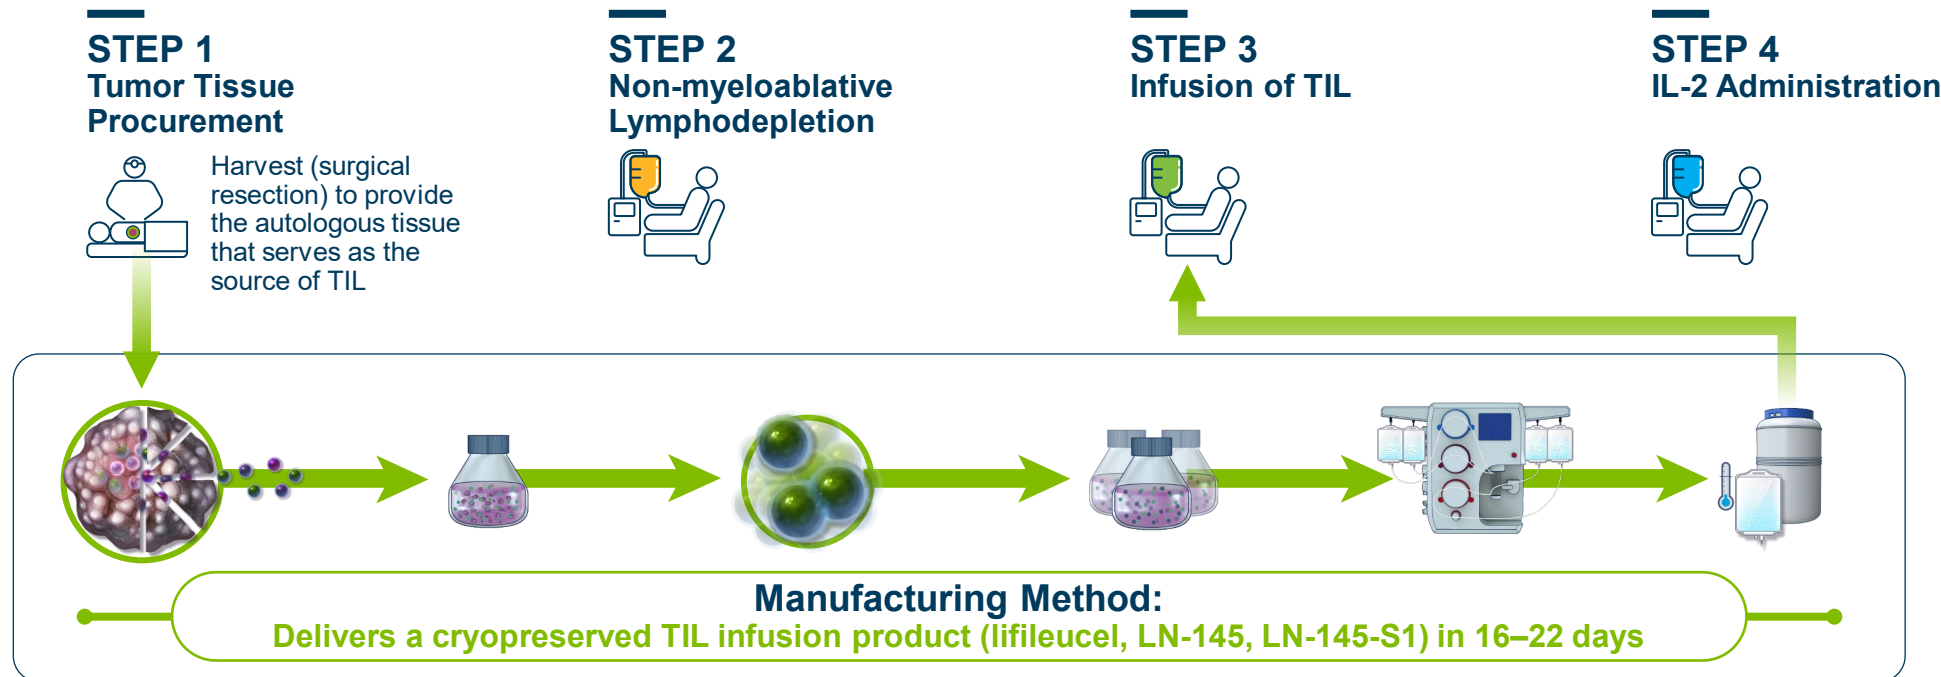 STEP 1
Tumor Tissue
Procurement
Harvest (surgical
resection) to provide
the autologous tissue
that serves as the
source of TIL
STEP 2
Non-myeloablative
Lymphodepletion
STEP 3
Infusion of TIL
STEP 4
IL-2 Administration
Manufacturing Method:
Delivers a cryopreserved TIL infusion product (lifileucel, LN-145, LN-145-S1) in 16–22 days